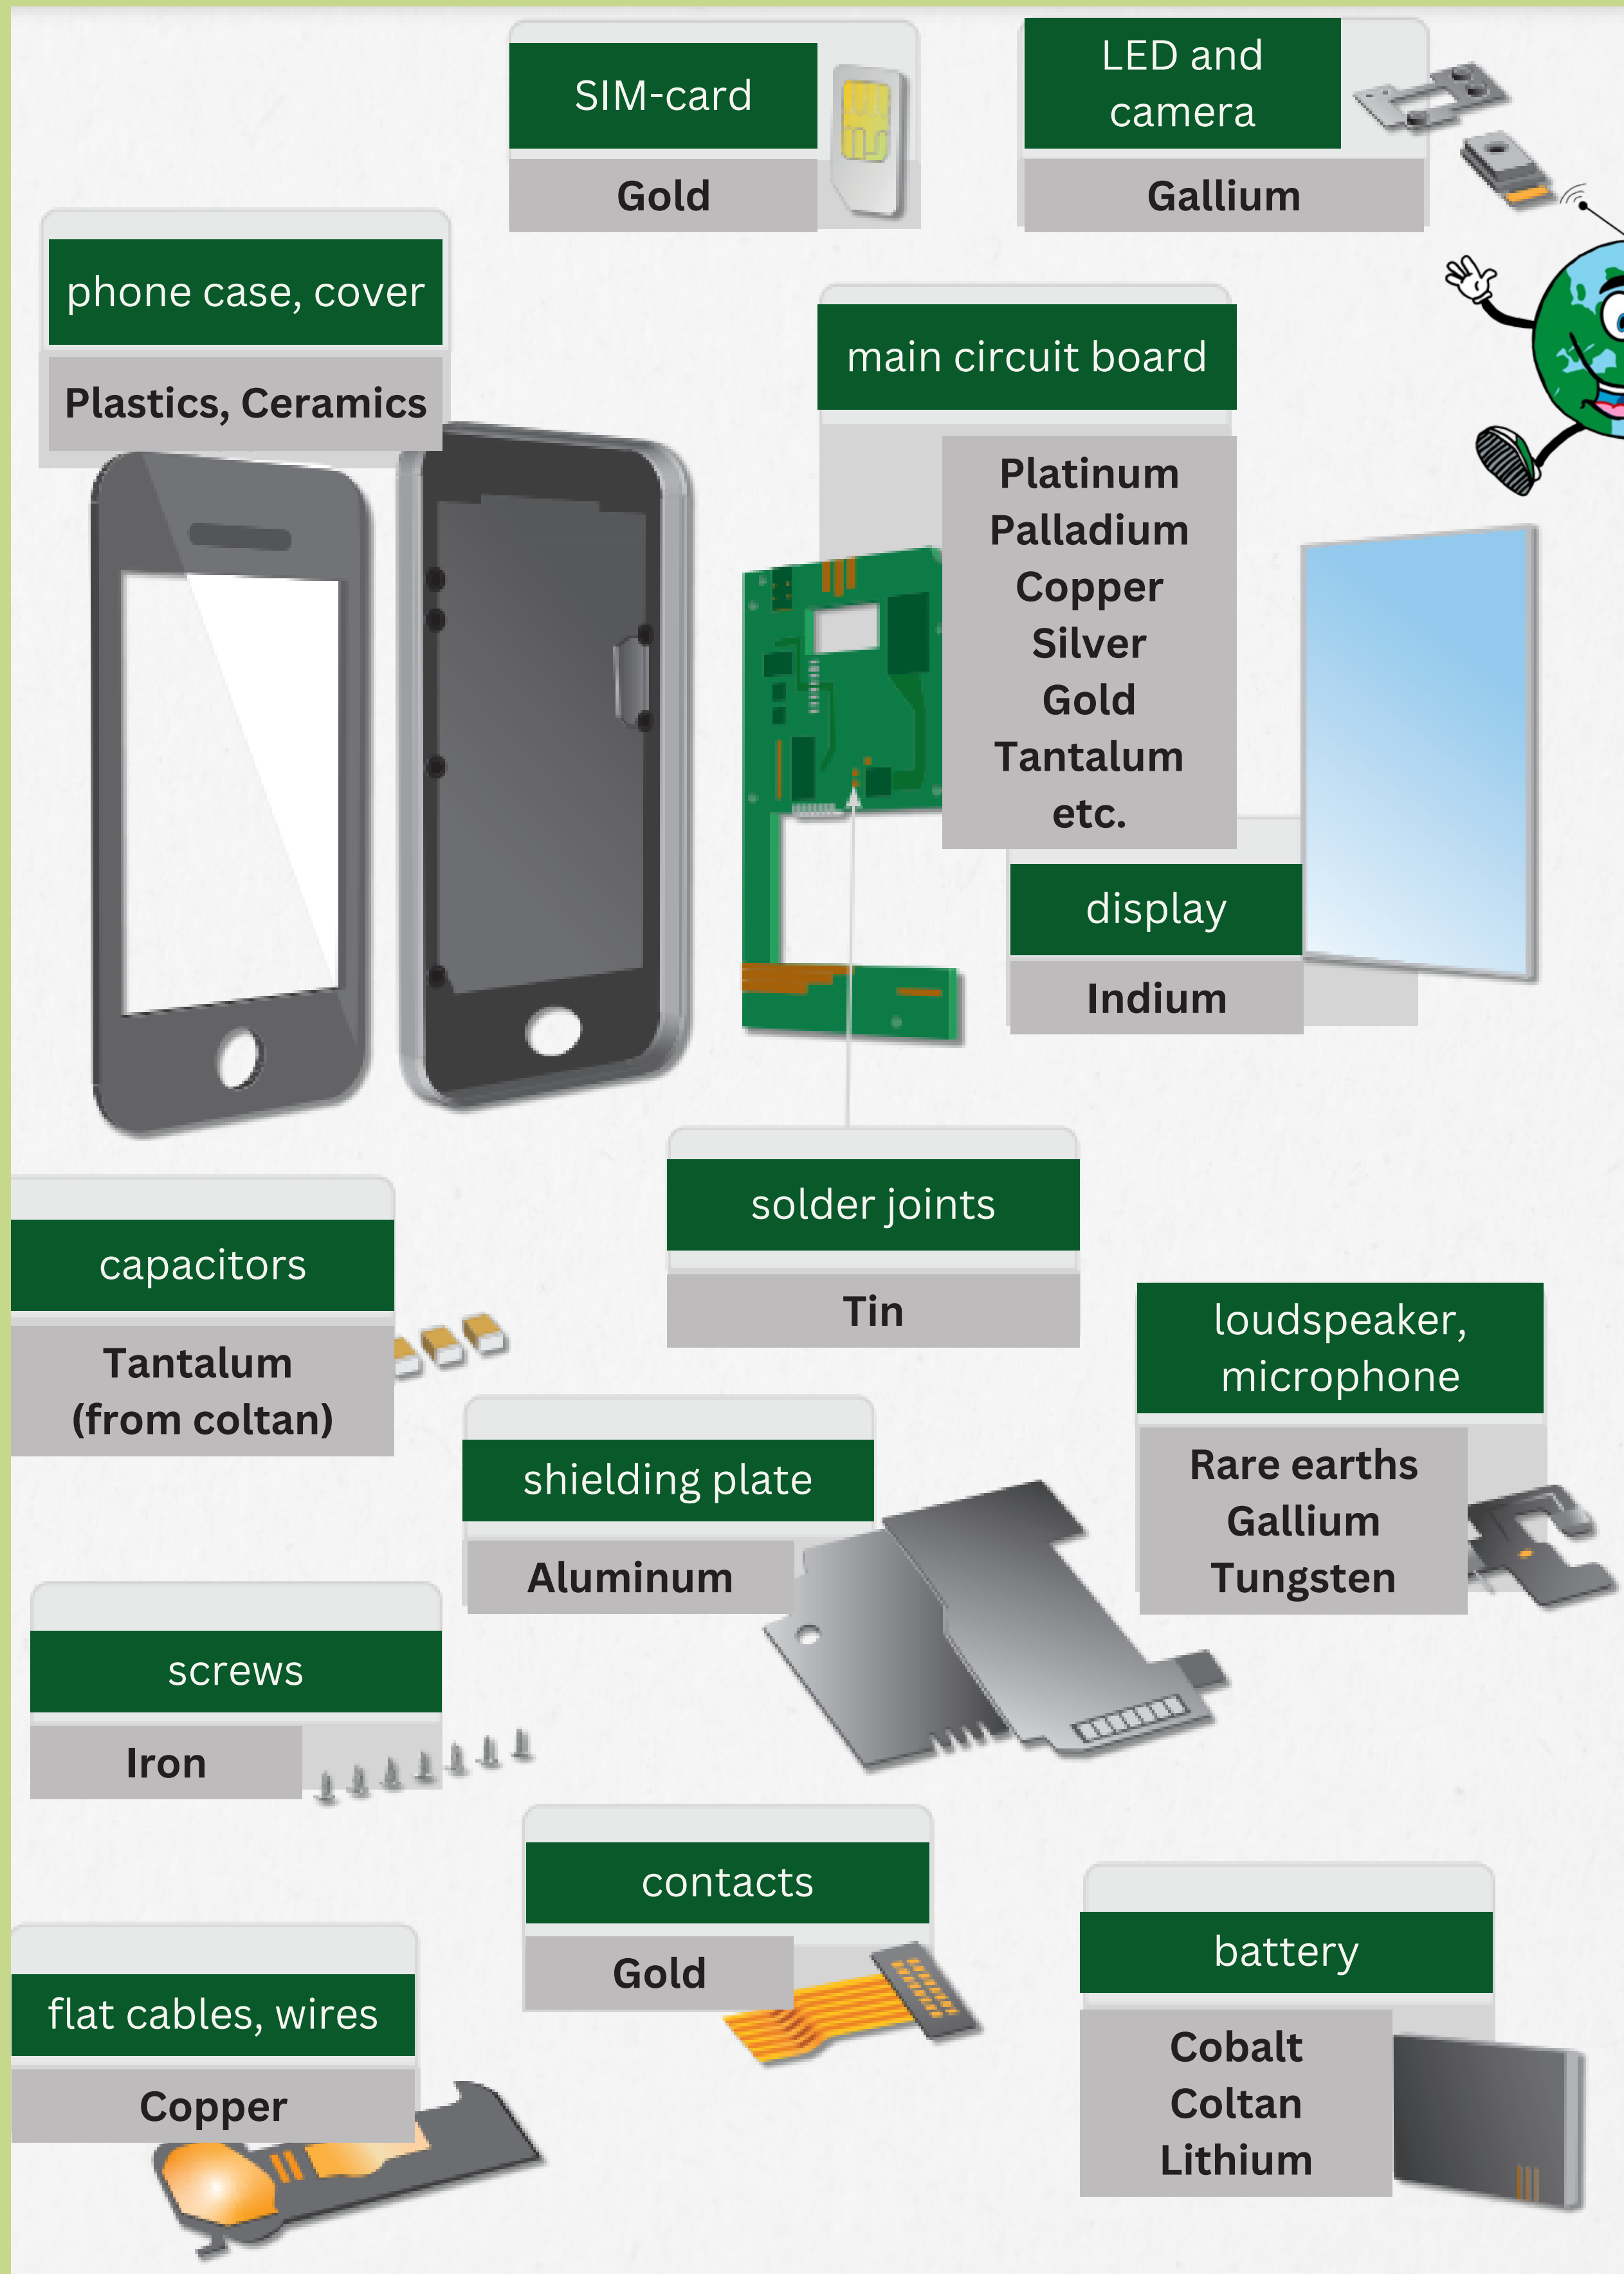 SIM-card
Gold
LED and
camera
Gallium
phone case, cover
Plastics, Ceramics
main circuit board
Platinum
Palladium
Copper
Silver
Gold
Tantalum
etc.
display
Indium
solder joints
Tin
capacitors
Tantalum
(from coltan)
loudspeaker,
microphone
Rare earths
Gallium
Tungsten
shielding plate
Aluminum
screws
Iron
contacts
Gold
battery
Cobalt
Coltan
Lithium
flat cables, wires
Copper